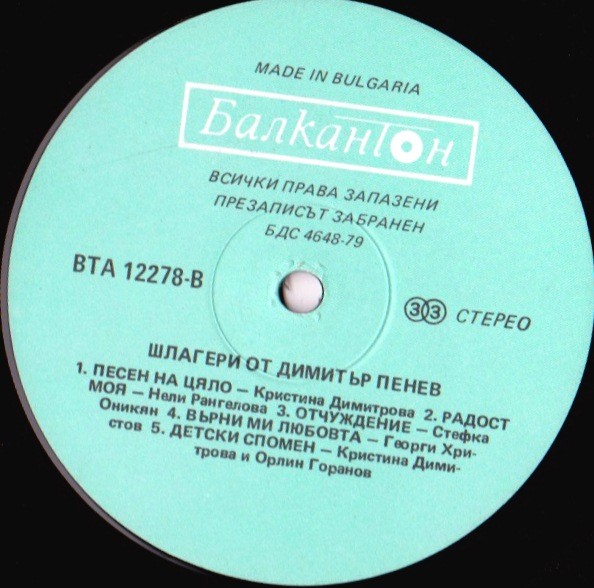 MADE IN BULGARIA
БалканТон
ВСИЧКИ ПРАВА ЗАПАЗЕНИ
ПРЕЗАПИСЪТ ЗАБРАНЕН
БДС 4648-79
ВТА 12278-В
33 СТЕРЕО
ШЛАГЕРИ ОТ ДИМИТЪР ПЕНЕВ
1. ПЕСЕН НА ЦЯЛО – Кристина Димитрова 2. РАДОСТ
МОЯ – Нели Рангелова 3. ОТЧУЖДЕНИЕ – Стефка
Оникян 4. ВЪРНИ МИ ЛЮБОВТА – Георги Хри-
стов 5. ДЕТСКИ СПОМЕН – Кристина Дими-
трова и Орлин Горанов